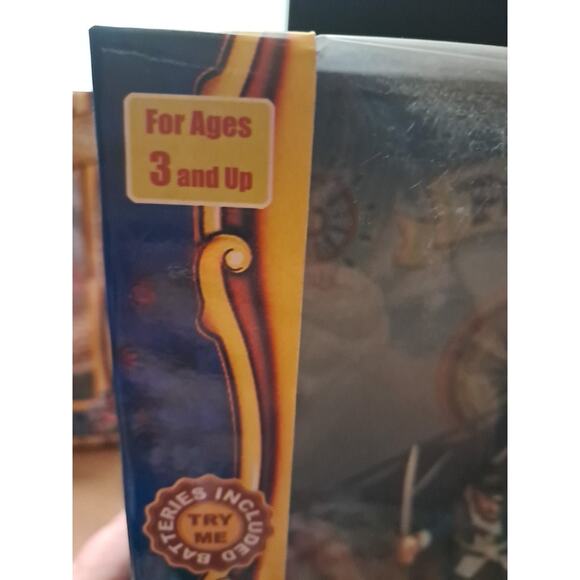 For Ages
3 and Up
BATTERIES INCLUDED
TRY
ME